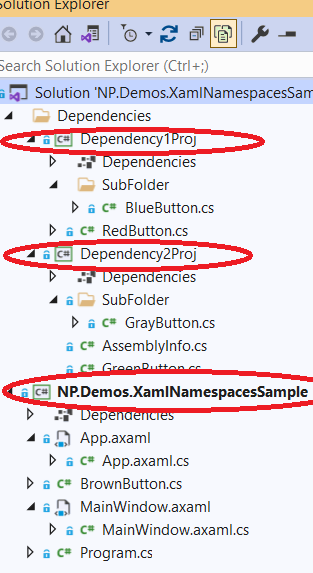 Solution Explorer
Search Solution Explorer (Ctrl+;)
Solution 'NP.Demos.XamlNamespacesSam
Dependencies
C# Dependency1Proj
Dependencies
SubFolder
C# BlueButton.cs
C# RedButton.cs
C# Dependency2Proj
Dependencies
SubFolder
C# GrayButton.cs
C# AssemblyInfo.cs
C# GreenButton.cs
C# NP.Demos.XamlNamespacesSample
Dependencies
App.axaml
C# App.axaml.cs
C# BrownButton.cs
MainWindow.axaml
C# MainWindow.axaml.cs
C# Program.cs